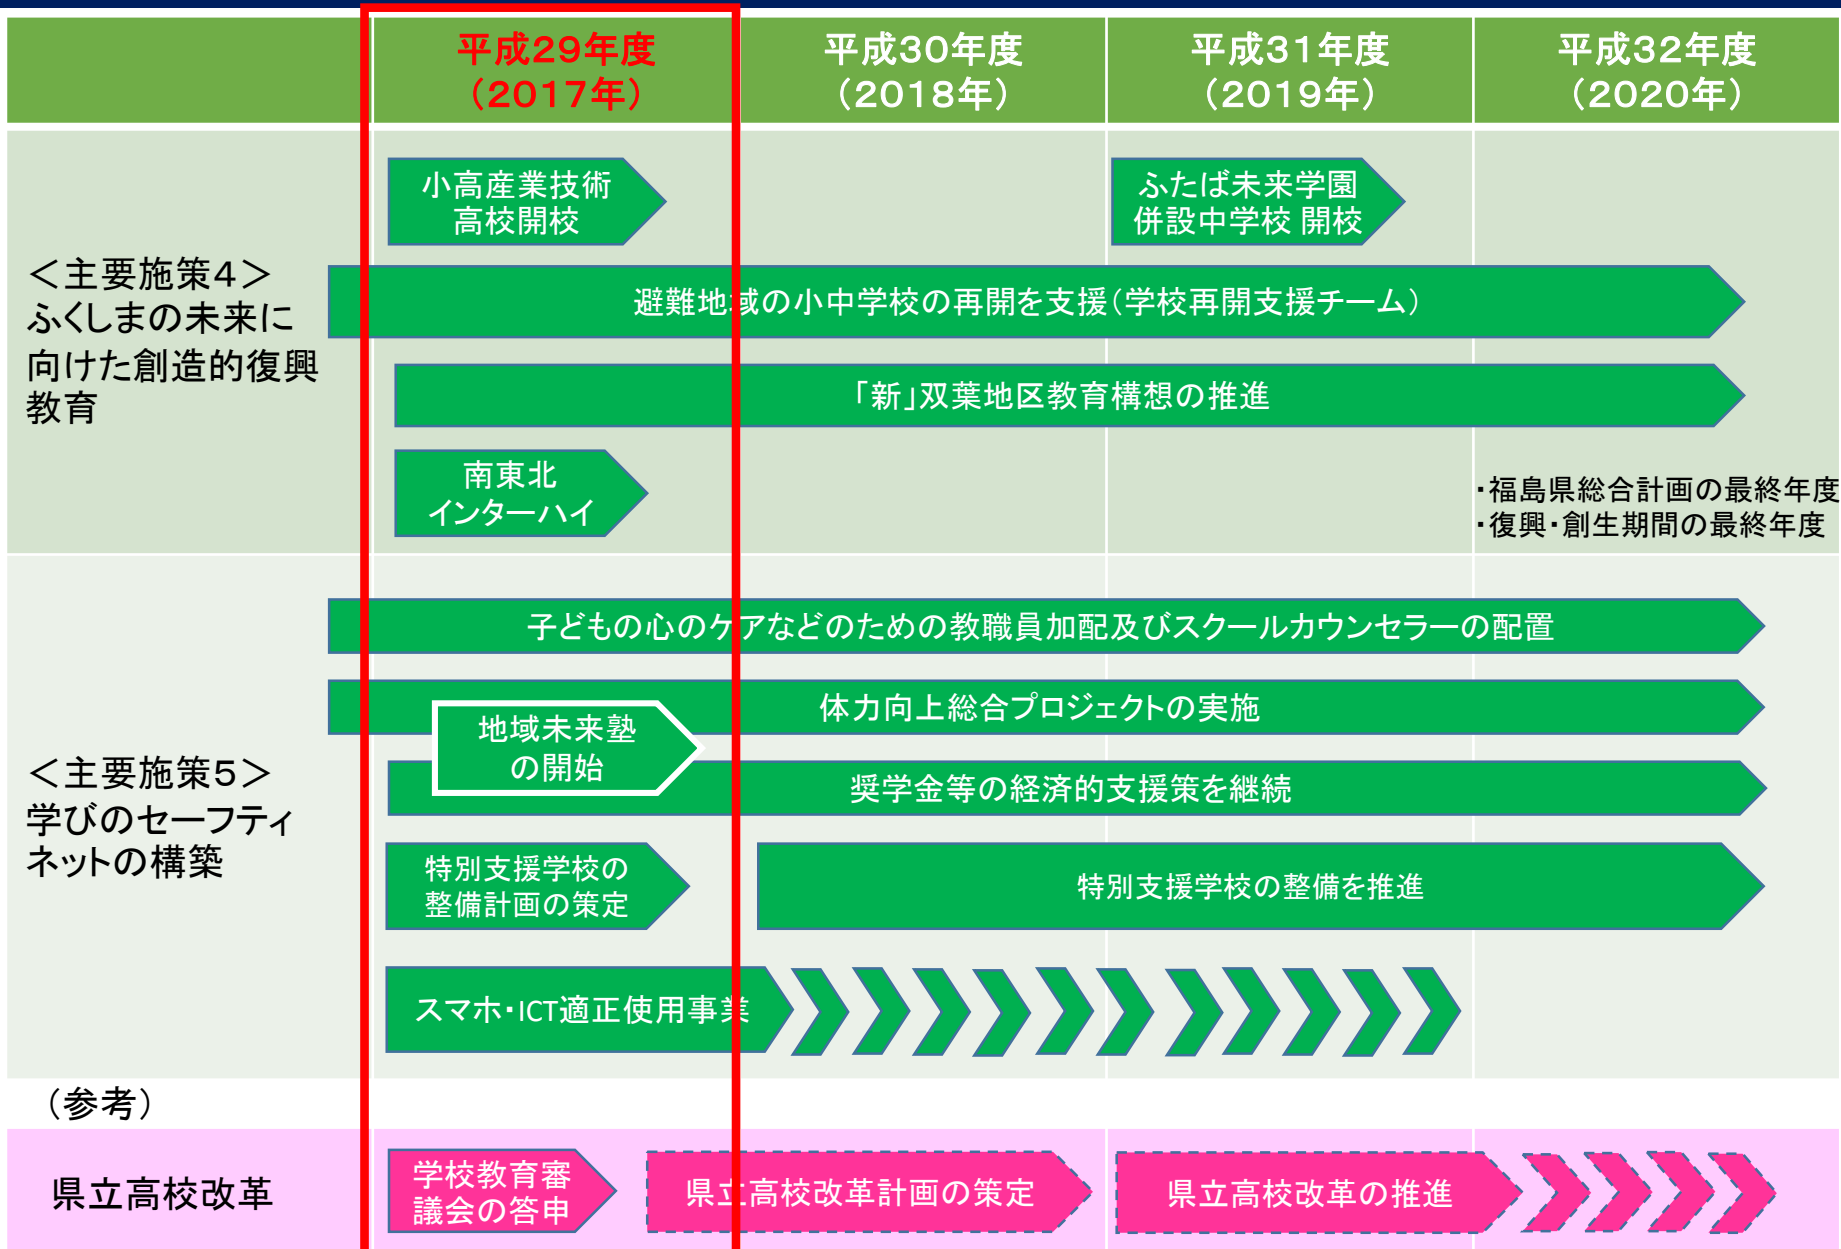 平成29年度
（2017年）
平成30年度
（2018年）
平成31年度
（2019年）
平成32年度
（2020年）
＜主要施策4＞
ふくしまの未来に
向けた創造的復興
教育
小高産業技術
高校開校
ふたば未来学園
併設中学校 開校
避難地域の小中学校の再開を支援（学校再開支援チーム）
「新」双葉地区教育構想の推進
南東北
インターハイ
・福島県総合計画の最終年度
・復興・創生期間の最終年度
＜主要施策5＞
学びのセーフティ
ネットの構築
子どもの心のケアなどのための教職員加配及びスクールカウンセラーの配置
体力向上総合プロジェクトの実施
地域未来塾
の開始
奨学金等の経済的支援策を継続
特別支援学校の
整備計画の策定
特別支援学校の整備を推進
スマホ・ICT適正使用事業
（参考）
県立高校改革
学校教育審
議会の答申
県立高校改革計画の策定
県立高校改革の推進